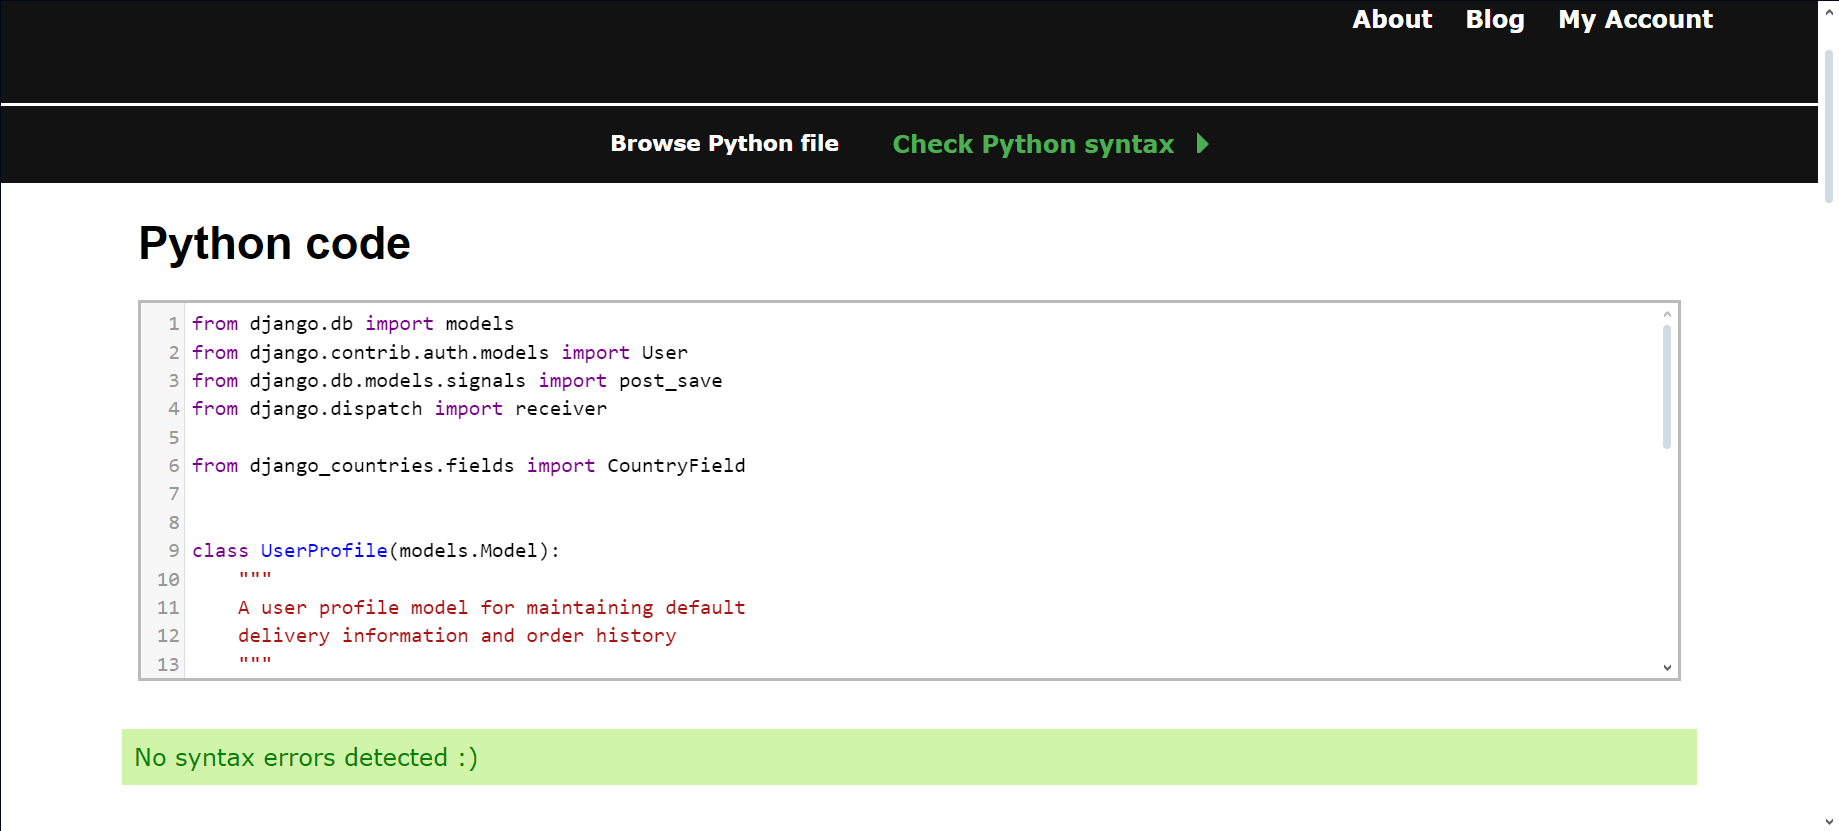 About Blog My Account
Browse Python file Check Python syntax
Python code
1 from django.db import models
2 from django.contrib.auth.models import User
3 from django.db.models.signals import post_save
4 from django.dispatch import receiver
5
6 from django_countries.fields import CountryField
7
8
9 class UserProfile(models.Model):
10     """
11     A user profile model for maintaining default
12     delivery information and order history
13     """
No syntax errors detected :)